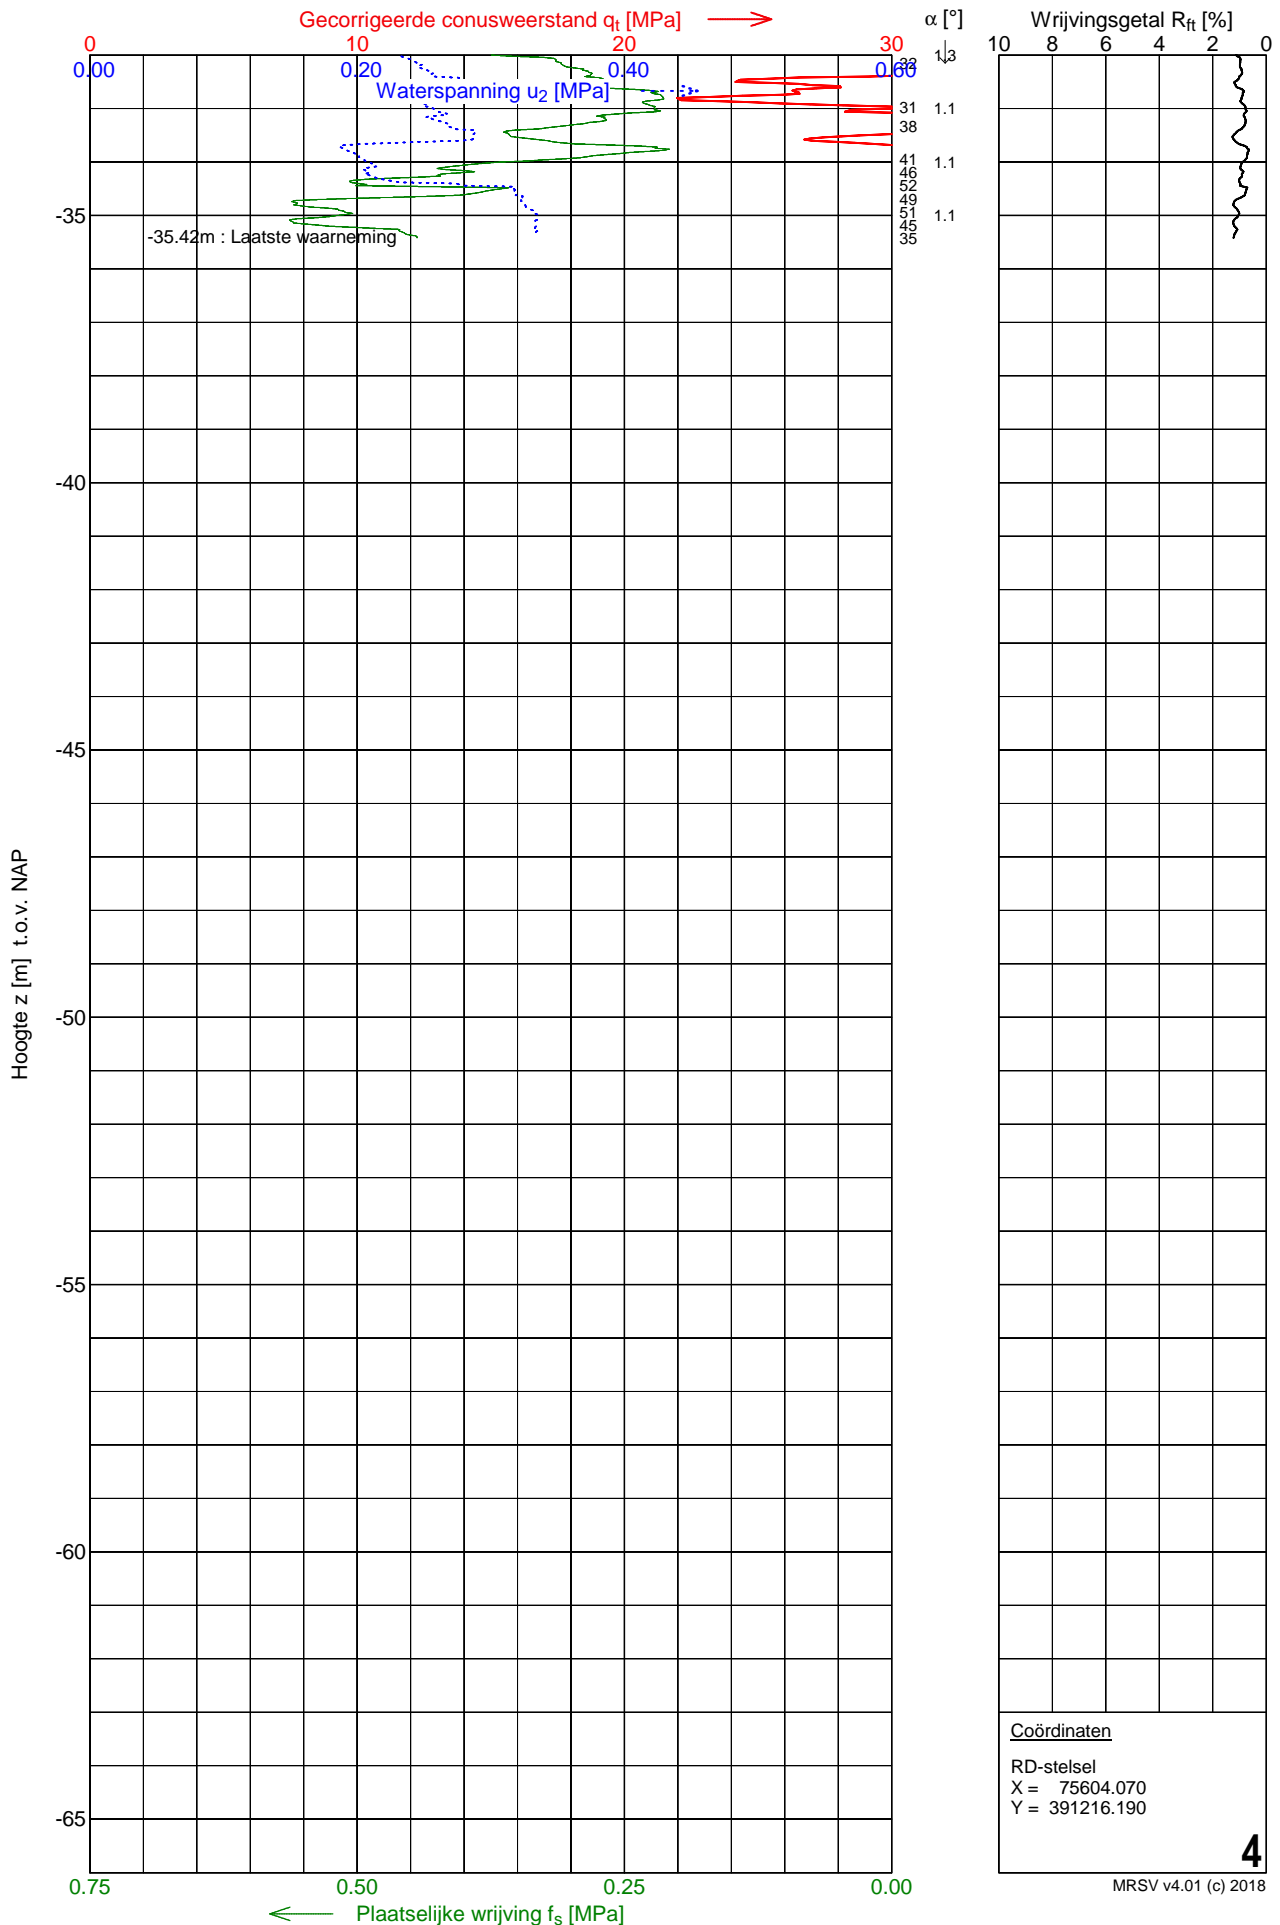 Gecorrigeerde conusweerstand qt [MPa]
α [°]
Wrijvingsgetal Rft [%]
0 10 20 30
10 8 6 4 2 0
0.00 0.20 0.40 0.60
32 1.3
Waterspanning u2 [MPa]
31 1.1
38
41 1.1
46
52
49
-35
51 1.1
45
-35.42m : Laatste waarneming
35
-40
-45
Hoogte z [m] t.o.v. NAP
-50
-55
-60
Coördinaten
RD-stelsel
X = 75604.070
Y = 391216.190
-65
4
0.75 0.50 0.25 0.00
MRSV v4.01 (c) 2018
Plaatselijke wrijving fs [MPa]